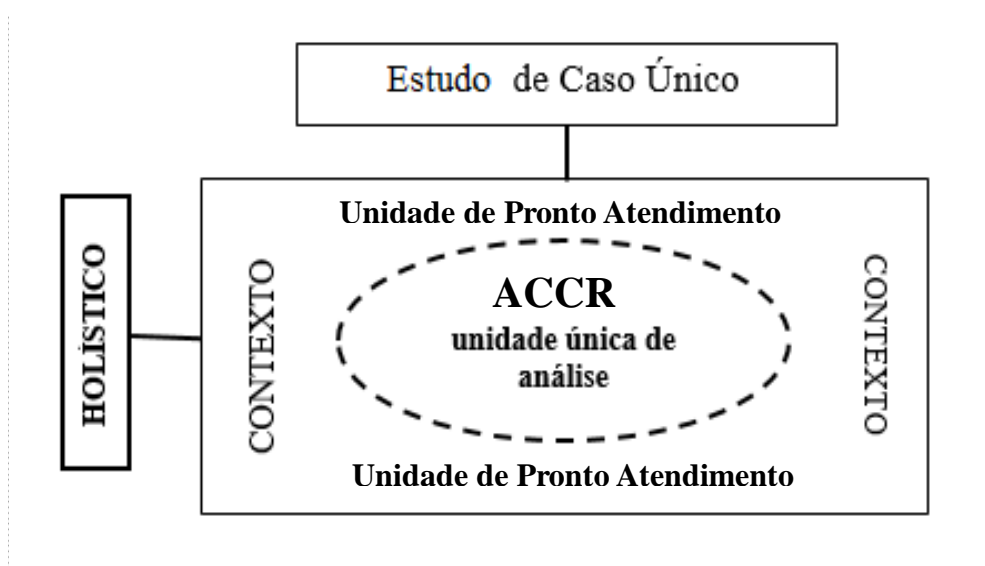 Estudo de Caso Único
Unidade de Pronto Atendimento
HOLÍSTICO
CONTEXTO
ACCR
unidade única de
análise
CONTEXTO
Unidade de Pronto Atendimento